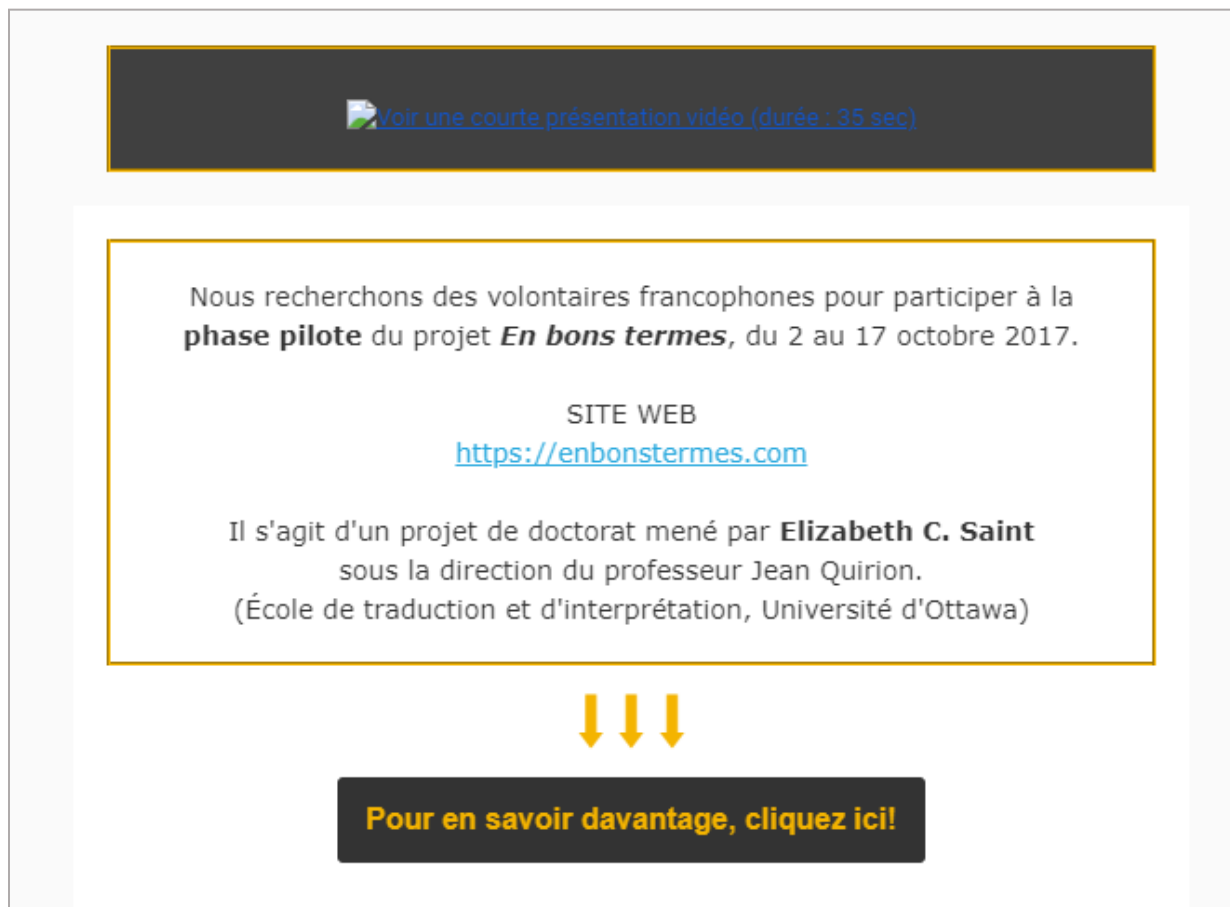 Voir une courte présentation vidéo (durée : 35 sec)
Nous recherchons des volontaires francophones pour participer à la
phase pilote du projet En bons termes, du 2 au 17 octobre 2017.
SITE WEB
https://enbonstermes.com
Il s'agit d'un projet de doctorat mené par Elizabeth C. Saint
sous la direction du professeur Jean Quirion.
(École de traduction et d'interprétation, Université d'Ottawa)
Pour en savoir davantage, cliquez ici!